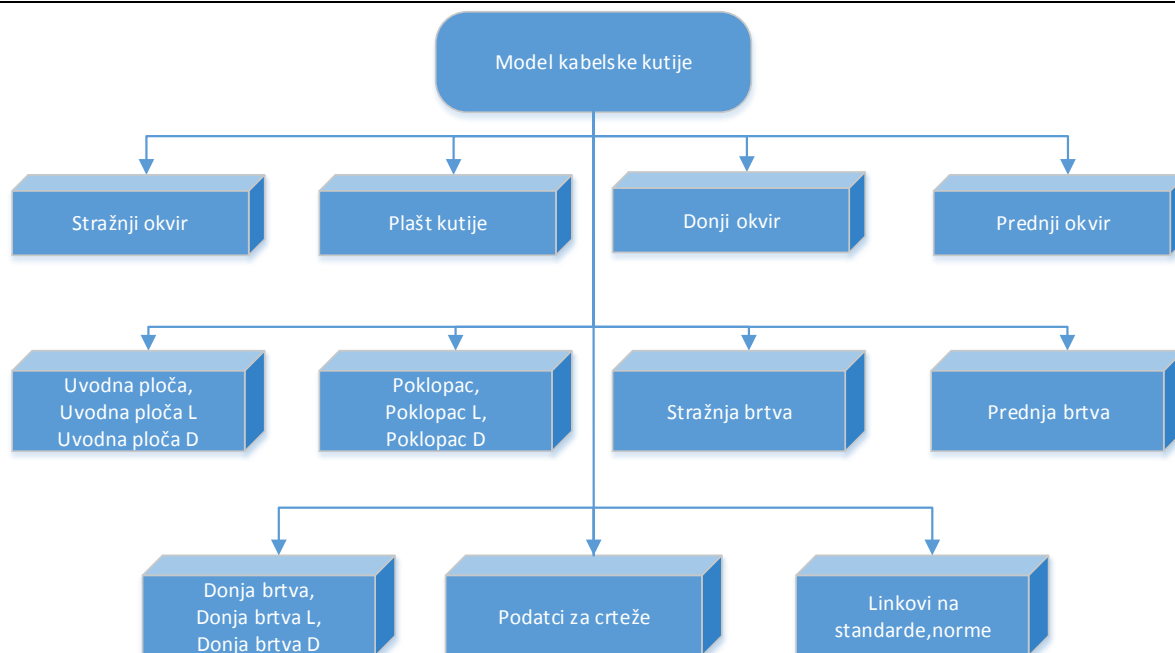 Model kabelske kutije
Stražnji okvir
Plašt kutije
Donji okvir
Prednji okvir
Uvodna ploča,
Uvodna ploča L
Uvodna ploča D
Poklopac,
Poklopac L,
Poklopac D
Stražnja brtva
Prednja brtva
Donja brtva,
Donja brtva L,
Donja brtva D
Podatci za crteže
Linkovi na
standarde,norme